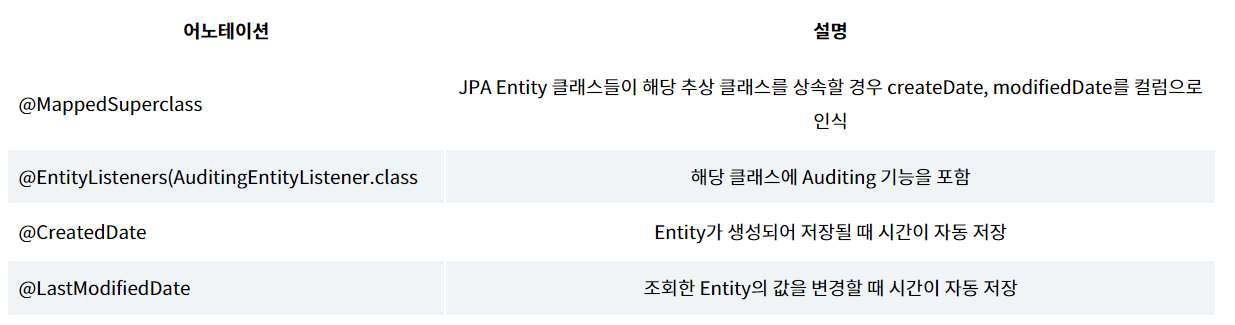 어노테이션 설명
@MappedSuperclass JPA Entity 클래스들이 해당 추상 클래스를 상속할 경우 createDate, modifiedDate를 컬럼으로
인식
@EntityListeners(AuditingEntityListener.class 해당 클래스에 Auditing 기능을 포함
@CreatedDate Entity가 생성되어 저장될 때 시간이 자동 저장
@LastModifiedDate 조회한 Entity의 값을 변경할 때 시간이 자동 저장